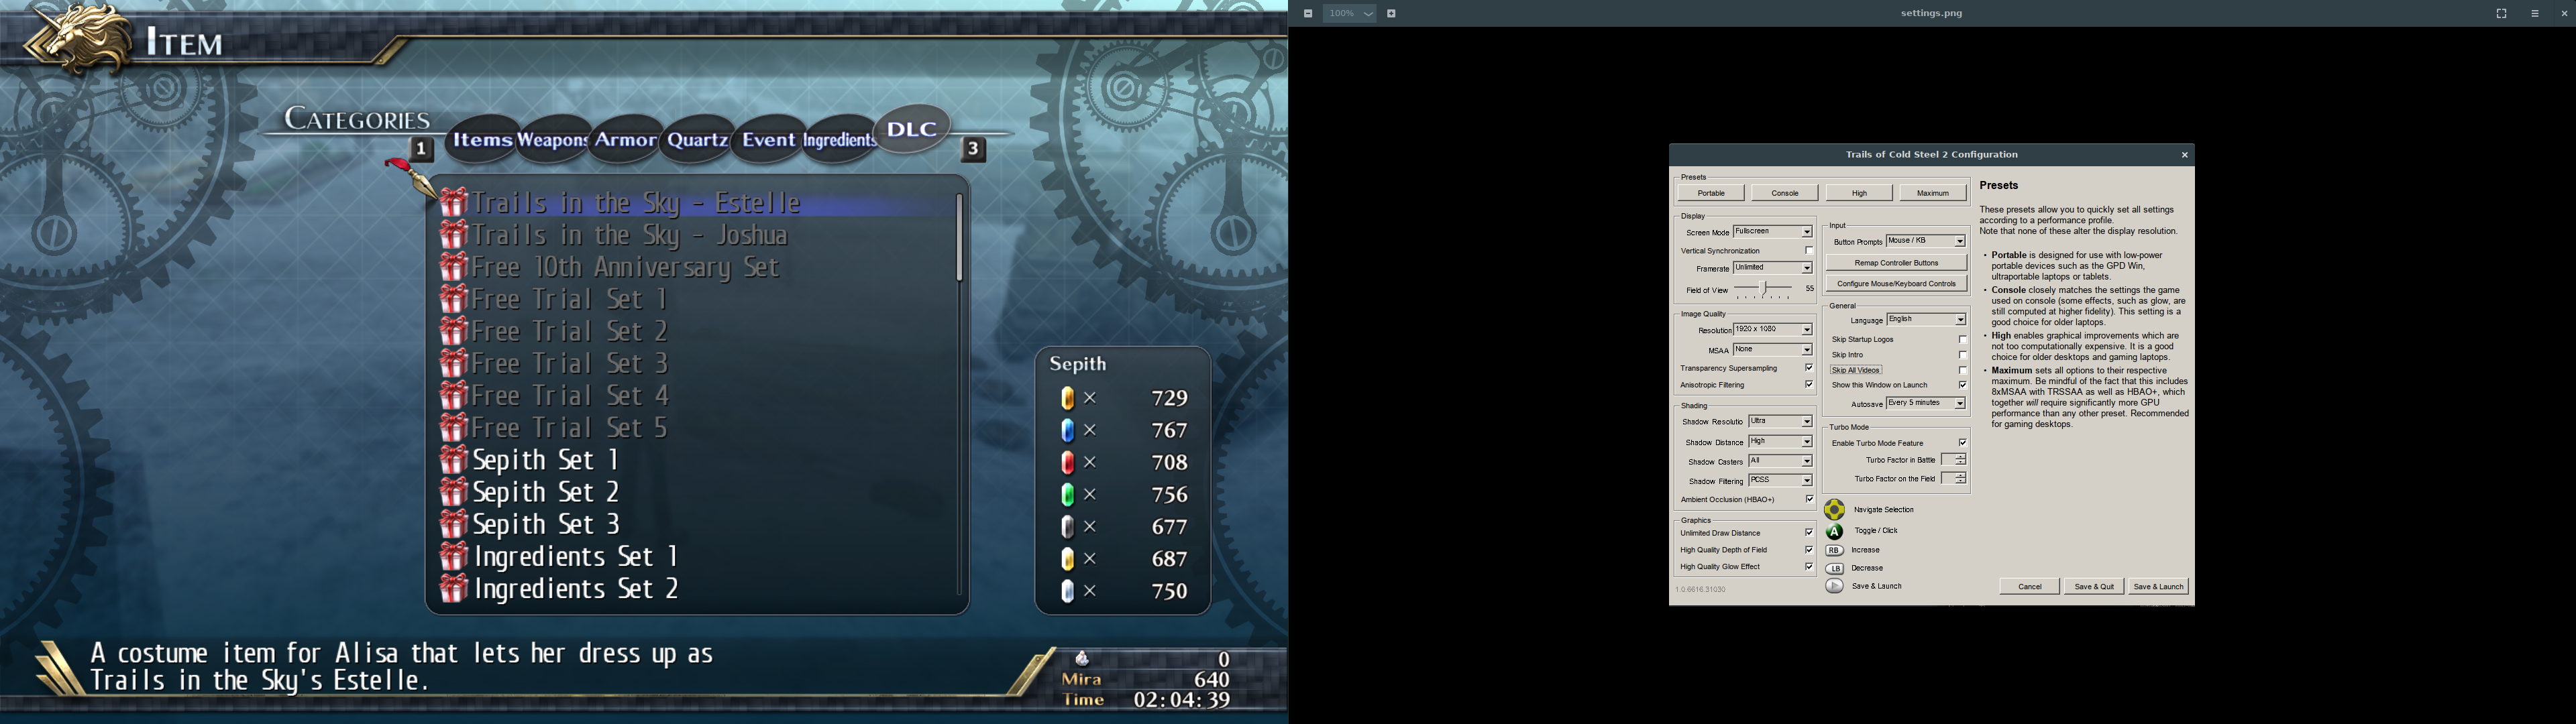 ITEM
CATEGORIES
1
Items
Weapons
Armor
Quartz
Event
Ingredients
DLC
3
Trails in the Sky - Estelle
Trails in the Sky - Joshua
Free 10th Anniversary Set
Free Trial Set 1
Free Trial Set 2
Free Trial Set 3
Free Trial Set 4
Free Trial Set 5
Sepith Set 1
Sepith Set 2
Sepith Set 3
Ingredients Set 1
Ingredients Set 2
Sepith
× 729
× 767
× 708
× 756
× 677
× 687
× 750
A costume item for Alisa that lets her dress up as
Trails in the Sky's Estelle.
0
Mira 640
Time 02:04:39
100%
settings.png
Trails of Cold Steel 2 Configuration
Presets
Portable
Console
High
Maximum
Display
Screen Mode Fullscreen
Vertical Synchronization
Framerate Unlimited
Field of View 55
Image Quality
Resolution 1920 x 1080
MSAA None
Transparency Supersampling
Anisotropic Filtering
Shading
Shadow Resolutio Ultra
Shadow Distance High
Shadow Casters All
Shadow Filtering PCSS
Ambient Occlusion (HBAO+)
Graphics
Unlimited Draw Distance
High Quality Depth of Field
High Quality Glow Effect
1.0.6616.31030
Input
Button Prompts Mouse / KB
Remap Controller Buttons
Configure Mouse/Keyboard Controls
General
Language English
Skip Startup Logos
Skip Intro
Skip All Videos
Show this Window on Launch
Autosave Every 5 minutes
Turbo Mode
Enable Turbo Mode Feature
Turbo Factor in Battle
Turbo Factor on the Field
Navigate Selection
A Toggle / Click
RB Increase
LB Decrease
Save & Launch
Presets
These presets allow you to quickly set all settings
according to a performance profile.
Note that none of these alter the display resolution.
• Portable is designed for use with low-power
portable devices such as the GPD Win,
ultraportable laptops or tablets.
• Console closely matches the settings the game
used on console (some effects, such as glow, are
still computed at higher fidelity). This setting is a
good choice for older laptops.
• High enables graphical improvements which are
not too computationally expensive. It is a good
choice for older desktops and gaming laptops.
• Maximum sets all options to their respective
maximum. Be mindful of the fact that this includes
8xMSAA with TRSSAA as well as HBAO+, which
together will require significantly more GPU
performance than any other preset. Recommended
for gaming desktops.
Cancel
Save & Quit
Save & Launch